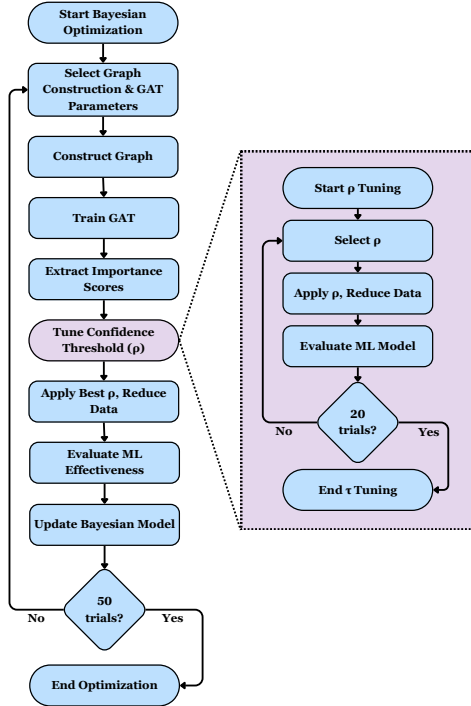 Start Bayesian
Optimization
Select Graph
Construction & GAT
Parameters
Construct Graph
Train GAT
Extract Importance
Scores
Tune Confidence
Threshold (ρ)
Apply Best ρ, Reduce
Data
Evaluate ML
Effectiveness
Update Bayesian Model
50
trials?
No
Yes
End Optimization
Start ρ Tuning
Select ρ
Apply ρ, Reduce Data
Evaluate ML Model
20
trials?
No
Yes
End τ Tuning